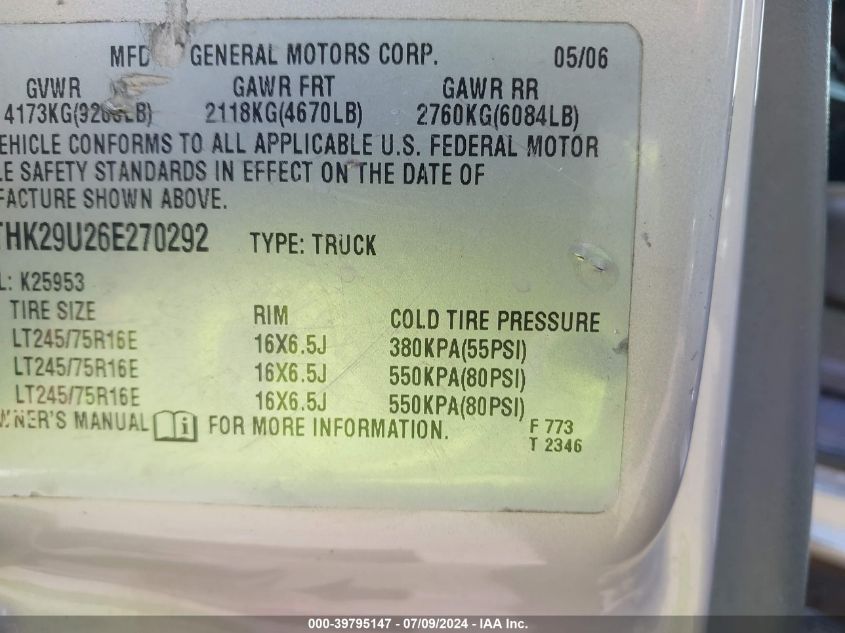 MFD GENERAL MOTORS CORP. 05/06
GVWR GAWR FRT GAWR RR
4173KG(9200LB) 2118KG(4670LB) 2760KG(6084LB)
EHICLE CONFORMS TO ALL APPLICABLE U.S. FEDERAL MOTOR
LE SAFETY STANDARDS IN EFFECT ON THE DATE OF
FACTURE SHOWN ABOVE.
THK29U26E270292 TYPE: TRUCK
L: K25953
TIRE SIZE RIM COLD TIRE PRESSURE
LT245/75R16E 16X6.5J 380KPA(55PSI)
LT245/75R16E 16X6.5J 550KPA(80PSI)
LT245/75R16E 16X6.5J 550KPA(80PSI)
WNER'S MANUAL FOR MORE INFORMATION.
F 773
T 2346
000-39795147 / 07/09/2024 - IAA Inc.